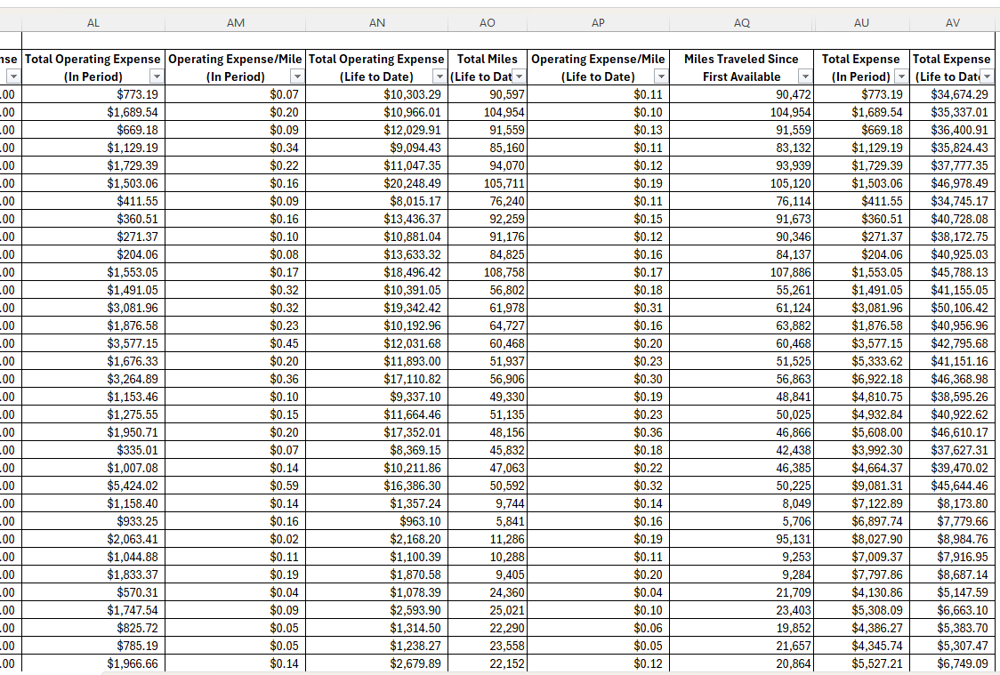 AL AM AN AO AP AQ AU AV
nse Total Operating Expense Operating Expense/Mile Total Operating Expense Total Miles Operating Expense/Mile Miles Traveled Since Total Expense Total Expense
(In Period) (In Period) (Life to Date) (Life to Dat (Life to Date) First Available (In Period) (Life to Dat
.00 $773.19 $0.07 $10,303.29 90,597 $0.11 90,472 $773.19 $34,674.29
.00 $1,689.54 $0.20 $10,966.01 104,954 $0.10 104,954 $1,689.54 $35,337.01
.00 $669.18 $0.09 $12,029.91 91,559 $0.13 91,559 $669.18 $36,400.91
.00 $1,129.19 $0.34 $9,094.43 85,160 $0.11 83,132 $1,129.19 $35,824.43
.00 $1,729.39 $0.22 $11,047.35 94,070 $0.12 93,939 $1,729.39 $37,777.35
.00 $1,503.06 $0.16 $20,248.49 105,711 $0.19 105,120 $1,503.06 $46,978.49
.00 $411.55 $0.09 $8,015.17 76,240 $0.11 76,114 $411.55 $34,745.17
.00 $360.51 $0.16 $13,436.37 92,259 $0.15 91,673 $360.51 $40,728.08
.00 $271.37 $0.10 $10,881.04 91,176 $0.12 90,346 $271.37 $38,172.75
.00 $204.06 $0.08 $13,633.32 84,825 $0.16 84,137 $204.06 $40,925.03
.00 $1,553.05 $0.17 $18,496.42 108,758 $0.17 107,886 $1,553.05 $45,788.13
.00 $1,491.05 $0.32 $10,391.05 56,802 $0.18 55,261 $1,491.05 $41,155.05
.00 $3,081.96 $0.32 $19,342.42 61,978 $0.31 61,124 $3,081.96 $50,106.42
.00 $1,876.58 $0.23 $10,192.96 64,727 $0.16 63,882 $1,876.58 $40,956.96
.00 $3,577.15 $0.45 $12,031.68 60,468 $0.20 60,468 $3,577.15 $42,795.68
.00 $1,676.33 $0.20 $11,893.00 51,937 $0.23 51,525 $5,333.62 $41,151.16
.00 $3,264.89 $0.36 $17,110.82 56,906 $0.30 56,863 $6,922.18 $46,368.98
.00 $1,153.46 $0.10 $9,337.10 49,330 $0.19 48,841 $4,810.75 $38,595.26
.00 $1,275.55 $0.15 $11,664.46 51,135 $0.23 50,025 $4,932.84 $40,922.62
.00 $1,950.71 $0.20 $17,352.01 48,156 $0.36 46,866 $5,608.00 $46,610.17
.00 $335.01 $0.07 $8,369.15 45,832 $0.18 42,438 $3,992.30 $37,627.31
.00 $1,007.08 $0.14 $10,211.86 47,063 $0.22 46,385 $4,664.37 $39,470.02
.00 $5,424.02 $0.59 $16,386.30 50,592 $0.32 50,225 $9,081.31 $45,644.46
.00 $1,158.40 $0.14 $1,357.24 9,744 $0.14 8,049 $7,122.89 $8,173.80
.00 $933.25 $0.16 $963.10 5,841 $0.16 5,706 $6,897.74 $7,779.66
.00 $2,063.41 $0.02 $2,168.20 11,286 $0.19 95,131 $8,027.90 $8,984.76
.00 $1,044.88 $0.11 $1,100.39 10,288 $0.11 9,253 $7,009.37 $7,916.95
.00 $1,833.37 $0.19 $1,870.58 9,405 $0.20 9,284 $7,797.86 $8,687.14
.00 $570.31 $0.04 $1,078.39 24,360 $0.04 21,709 $4,130.86 $5,147.59
.00 $1,747.54 $0.09 $2,593.90 25,021 $0.10 23,403 $5,308.09 $6,663.10
.00 $825.72 $0.05 $1,314.50 22,290 $0.06 19,852 $4,386.27 $5,383.70
.00 $785.19 $0.05 $1,238.27 23,558 $0.05 21,657 $4,345.74 $5,307.47
.00 $1,966.66 $0.14 $2,679.89 22,152 $0.12 20,864 $5,527.21 $6,749.09